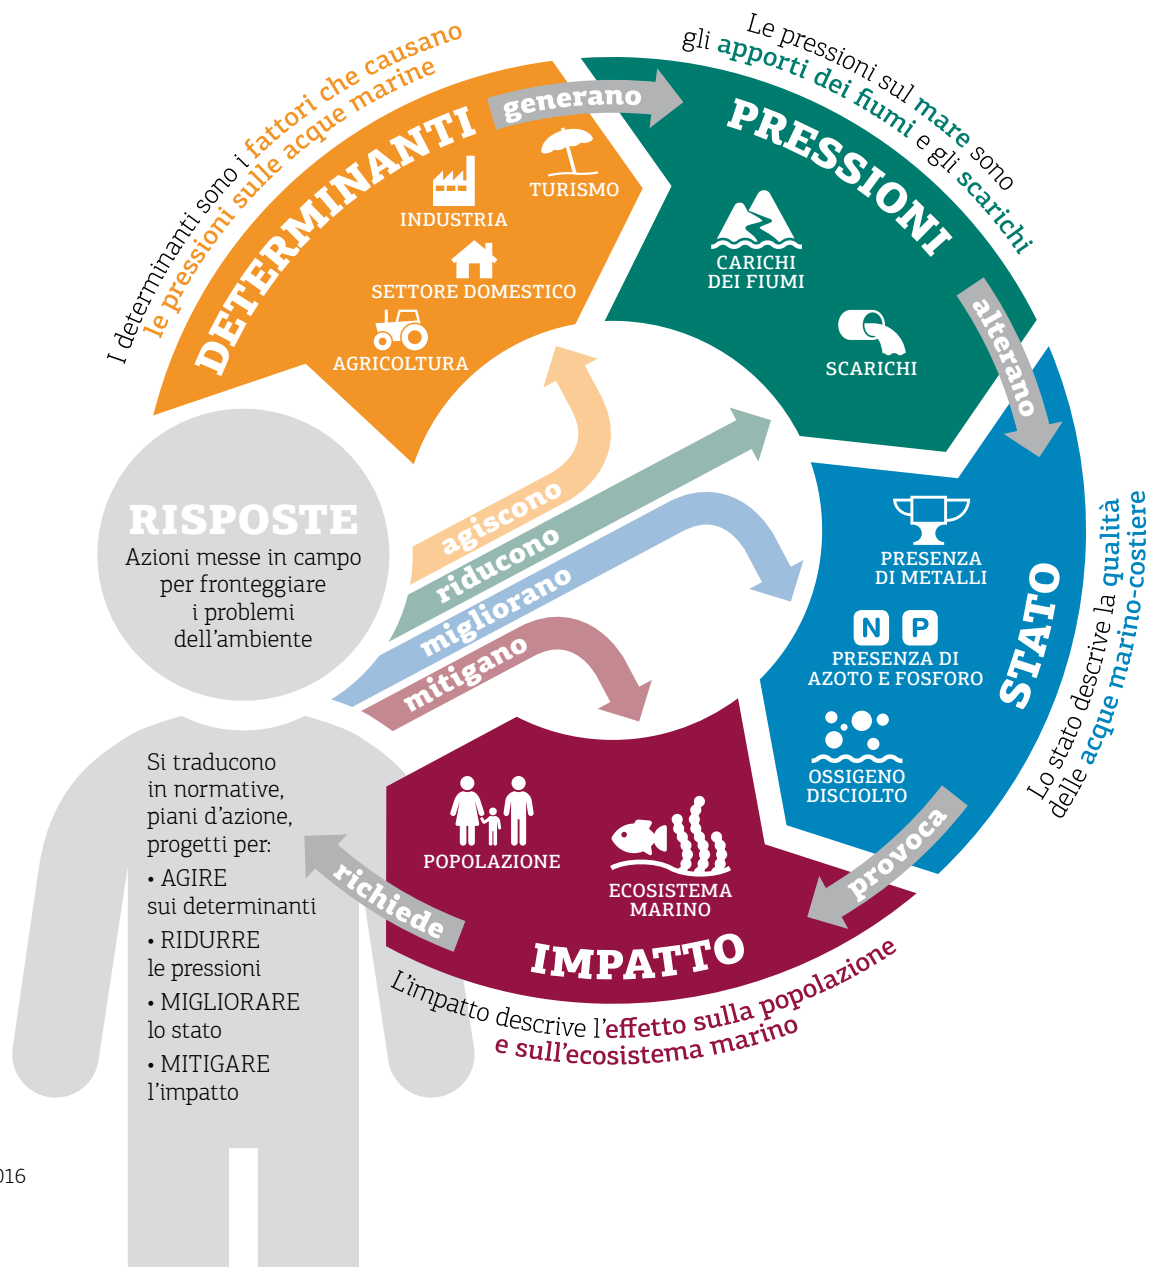 I determinanti sono i fattori che causano
le pressioni sulle acque marine
DETERMINANTI
TURISMO
INDUSTRIA
SETTORE DOMESTICO
AGRICOLTURA
generano
Le pressioni sul mare sono
gli apporti dei fiumi e gli scarichi
PRESSIONI
CARICHI
DEI FIUMI
SCARICHI
alterano
STATO
PRESENZA
DI METALLI
N P
PRESENZA DI
AZOTO E FOSFORO
OSSIGENO
DISCIOLTO
Lo stato descrive la qualità
delle acque marino-costiere
provoca
IMPATTO
POPOLAZIONE
ECOSISTEMA
MARINO
L'impatto descrive l'effetto sulla popolazione
e sull'ecosistema marino
richiede
RISPOSTE
Azioni messe in campo
per fronteggiare
i problemi
dell'ambiente
agiscono
riducono
migliorano
mitigano
Si traducono
in normative,
piani d'azione,
progetti per:
• AGIRE
sui determinanti
• RIDURRE
le pressioni
• MIGLIORARE
lo stato
• MITIGARE
l'impatto
016